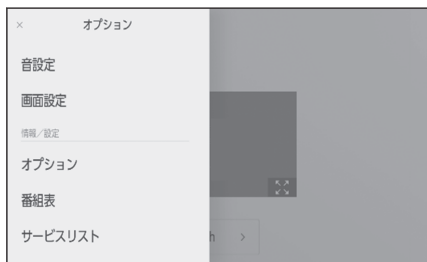 × オプション
音設定
画面設定
情報／設定
オプション
番組表
サービスリスト
h >